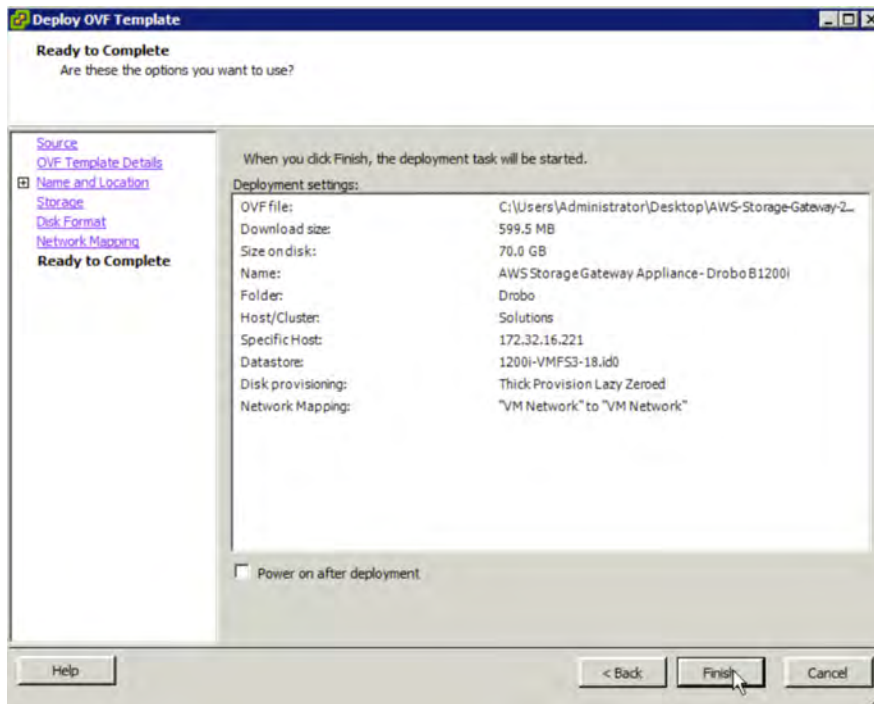 Deploy OVF Template
Ready to Complete
Are these the options you want to use?
Source
OVF Template Details
Name and Location
Storage
Disk Format
Network Mapping
Ready to Complete
When you click Finish, the deployment task will be started.
Deployment settings:
OVF file: C:\Users\Administrator\Desktop\AWS-Storage-Gateway-2...
Download size: 599.5 MB
Size on disk: 70.0 GB
Name: AWS Storage Gateway Appliance- Drobo B1200i
Folder: Drobo
Host/Cluster: Solutions
Specific Host: 172.32.16.221
Datastore: 1200i-VMFS3-18.id0
Disk provisioning: Thick Provision Lazy Zeroed
Network Mapping: "VM Network" to "VM Network"
Power on after deployment
Help
< Back
Finish
Cancel